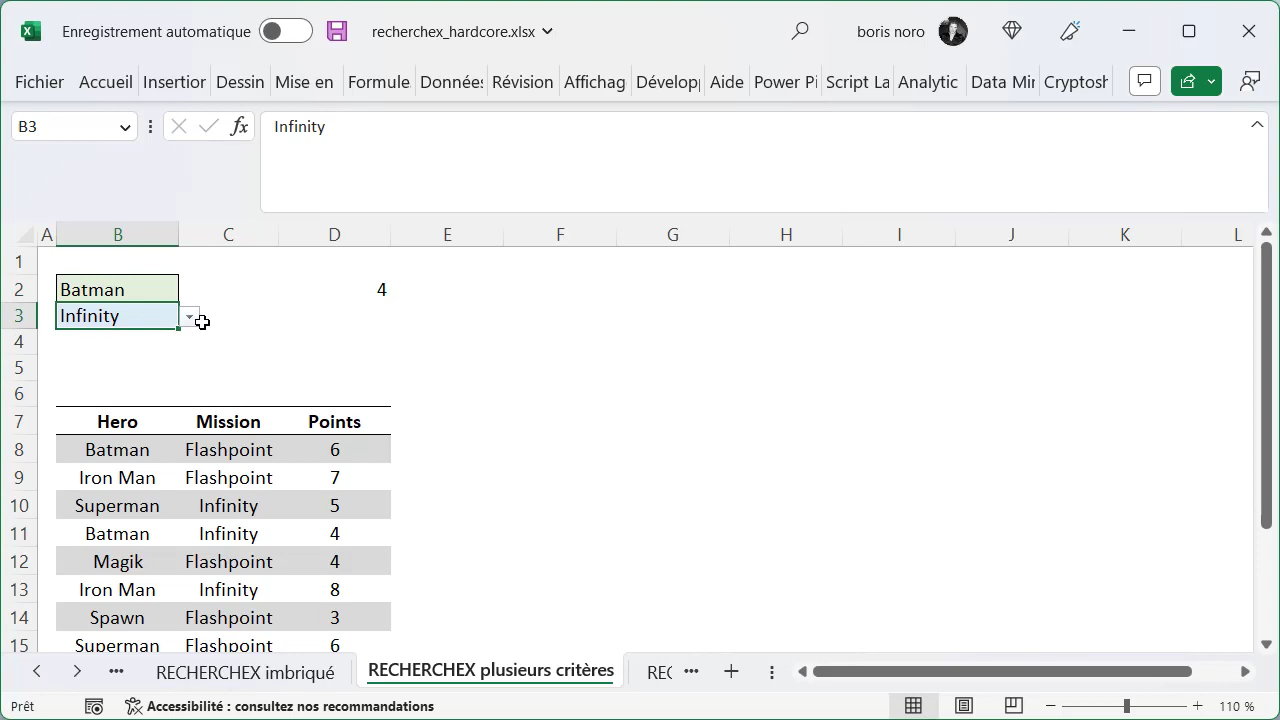 Enregistrement automatique recherchex_hardcore.xlsx boris noro
Fichier Accueil Insertior Dessin Mise en Formule Donnée: Révision Affichag Dévelop Aide Power Pi Script La Analytic Data Mir Cryptosh
B3 fx Infinity
A B C D E F G H I J K L
1
2 Batman 4
3 Infinity
4
5
6
7 Hero Mission Points
8 Batman Flashpoint 6
9 Iron Man Flashpoint 7
10 Superman Infinity 5
11 Batman Infinity 4
12 Magik Flashpoint 4
13 Iron Man Infinity 8
14 Spawn Flashpoint 3
15 Superman Flashpoint 6
RECHERCHEX imbriqué RECHERCHEX plusieurs critères REC
Prêt Accessibilité : consultez nos recommandations 110 %